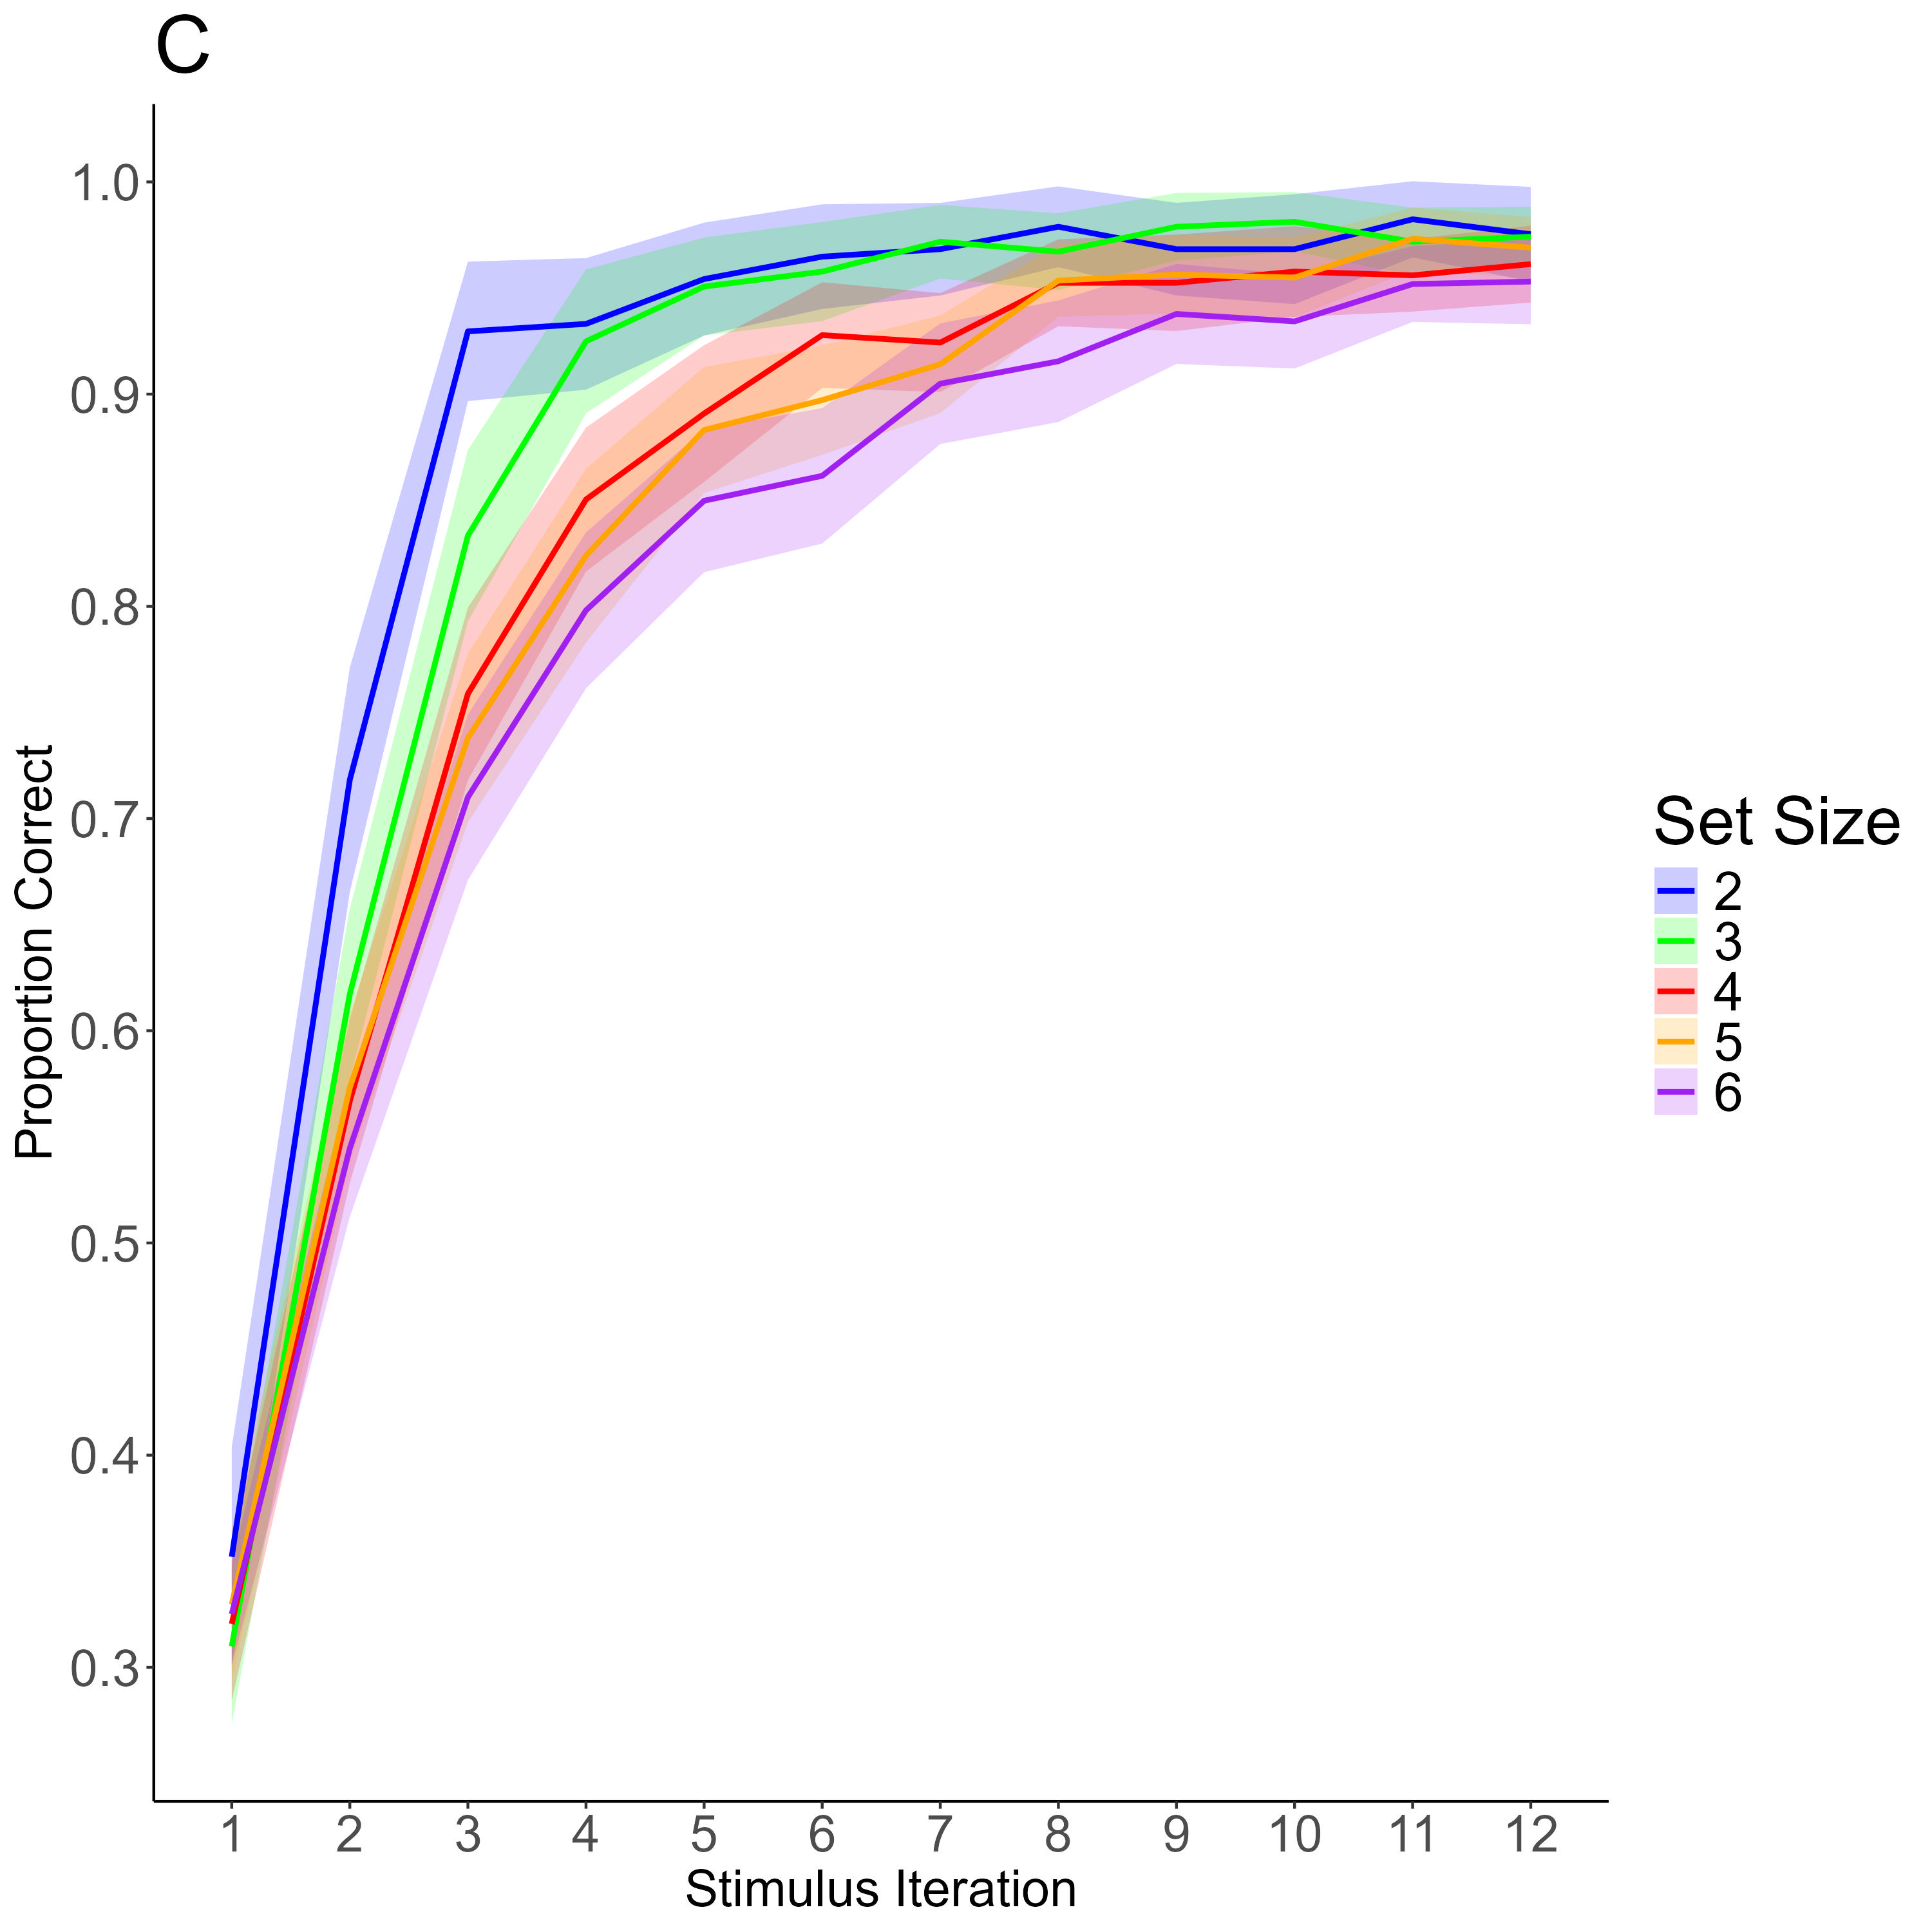 C
1.0
0.9
0.8
0.7
0.6
0.5
0.4
0.3
Proportion Correct
1 2 3 4 5 6 7 8 9 10 11 12
Stimulus Iteration
Set Size
2
3
4
5
6